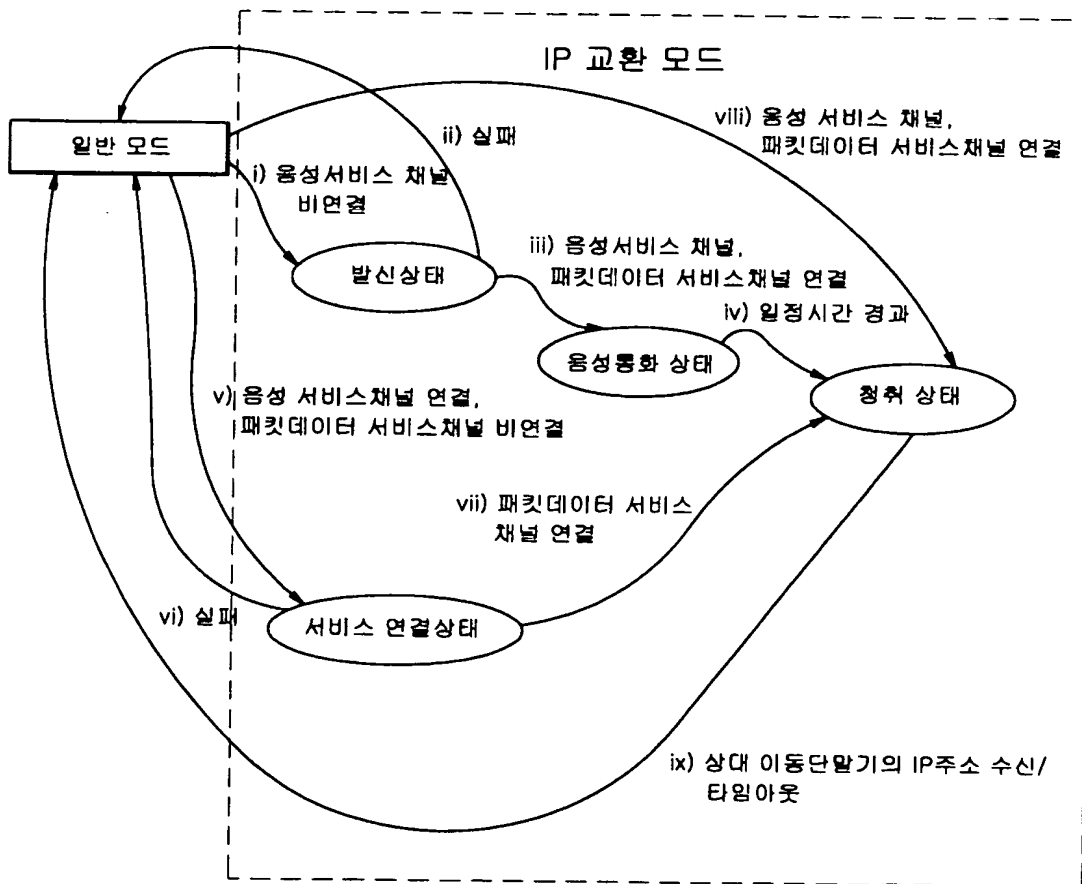 IP 교환 모드
일반 모드
ii) 실패
viii) 음성 서비스 채널,
패킷데이터 서비스채널 연결
i) 음성서비스 채널
비연결
발신상태
iii) 음성서비스 채널,
패킷데이터 서비스채널 연결
iv) 일정시간 경과
음성통화 상태
청취 상태
v) 음성 서비스채널 연결,
패킷데이터 서비스채널 비연결
vii) 패킷데이터 서비스
채널 연결
vi) 실패
서비스 연결상태
ix) 상대 이동단말기의 IP주소 수신/
타임아웃